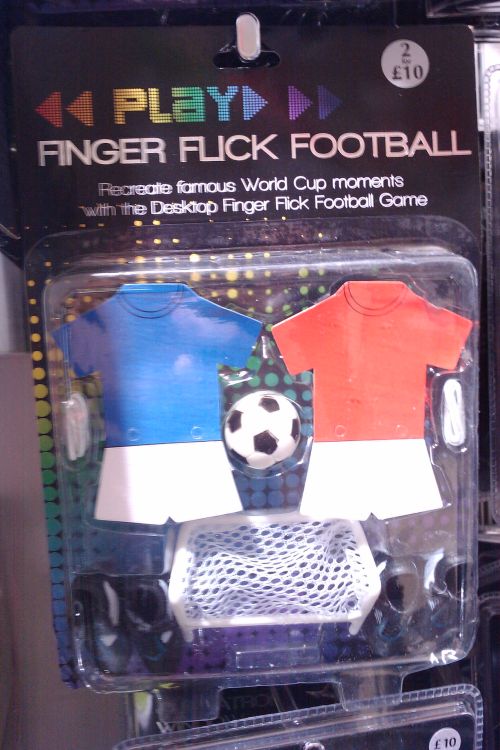 2
for
£10
PLAY
FINGER FLICK FOOTBALL
Recreate famous World Cup moments
with the Desktop Finger Flick Football Game
£10